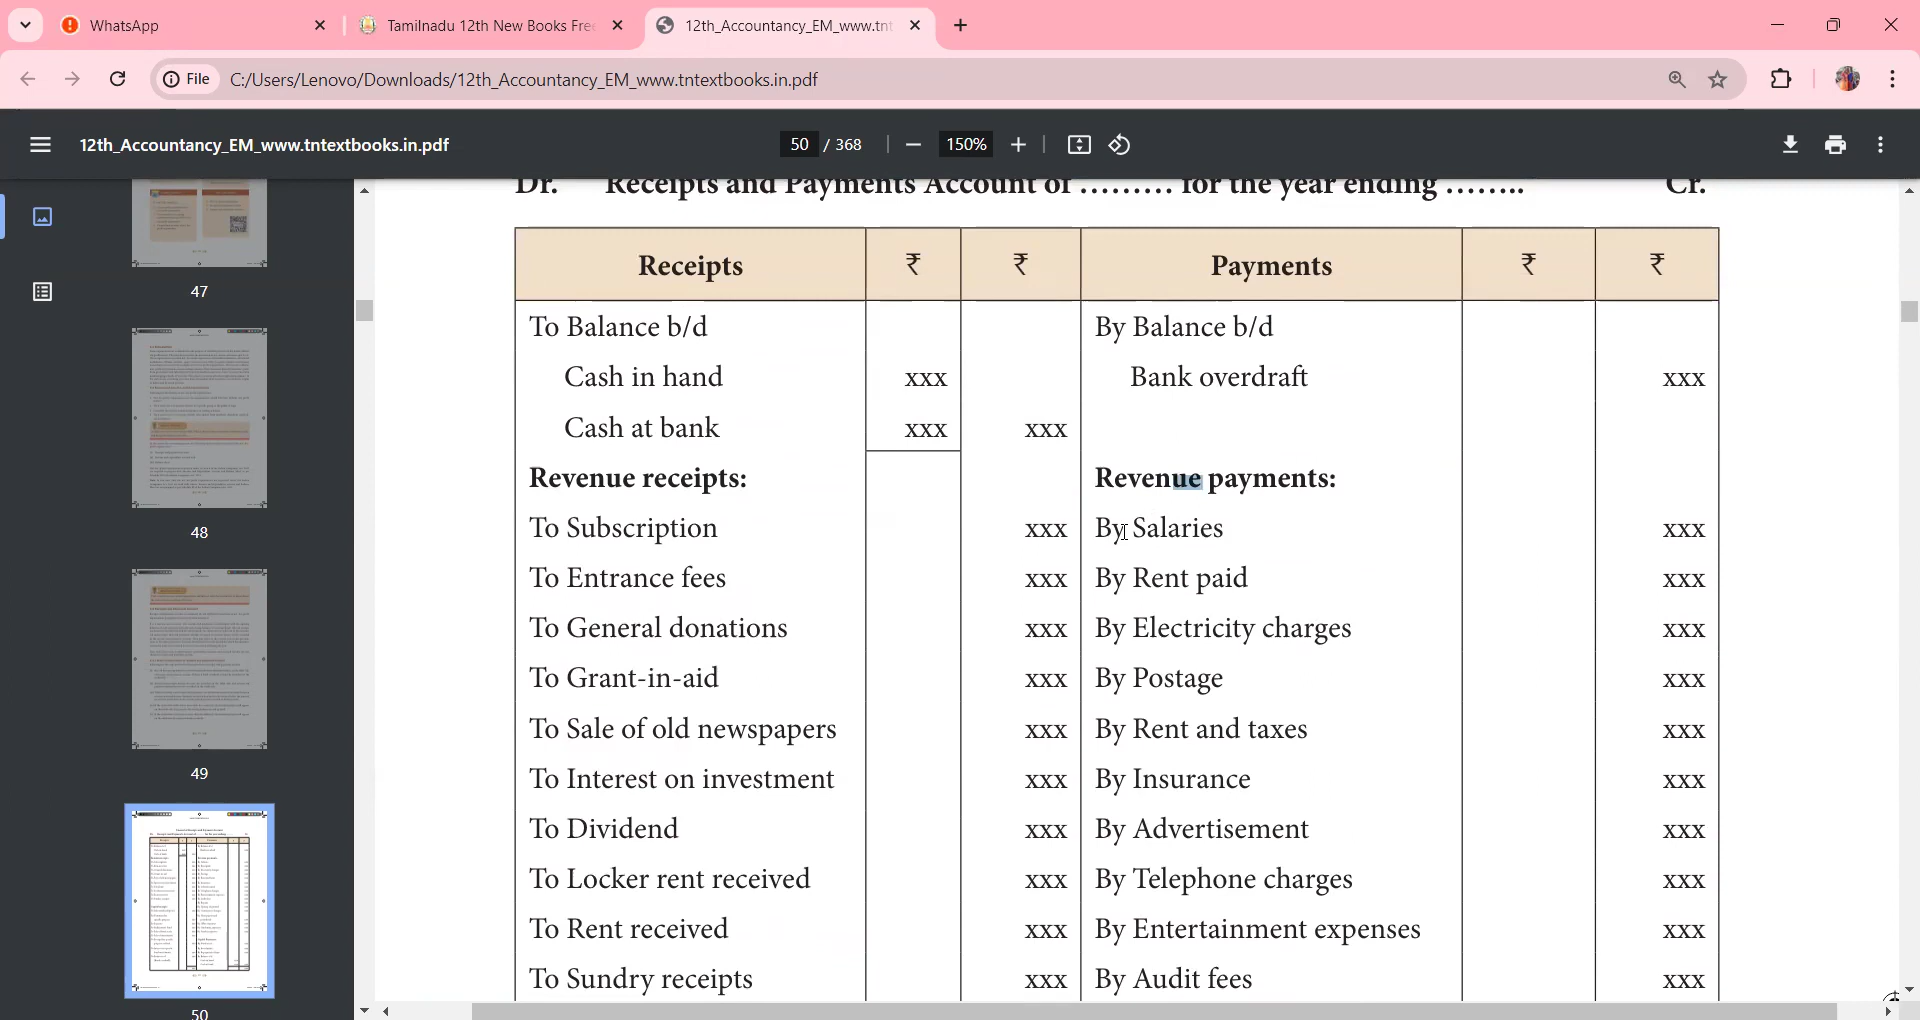 WhatsApp
Tamilnadu 12th New Books Free
12th_Accountancy_EM_www.tnt
File C:/Users/Lenovo/Downloads/12th_Accountancy_EM_www.tntextbooks.in.pdf
12th_Accountancy_EM_www.tntextbooks.in.pdf 50 / 368 150%
47
48
49
50
Dr. Receipts and Payments Account of ……… for the year ending …….. Cr.
Receipts ₹ ₹ Payments ₹ ₹
To Balance b/d By Balance b/d
Cash in hand xxx Bank overdraft xxx
Cash at bank xxx xxx
Revenue receipts: Revenue payments:
To Subscription xxx By Salaries xxx
To Entrance fees xxx By Rent paid xxx
To General donations xxx By Electricity charges xxx
To Grant-in-aid xxx By Postage xxx
To Sale of old newspapers xxx By Rent and taxes xxx
To Interest on investment xxx By Insurance xxx
To Dividend xxx By Advertisement xxx
To Locker rent received xxx By Telephone charges xxx
To Rent received xxx By Entertainment expenses xxx
To Sundry receipts xxx By Audit fees xxx